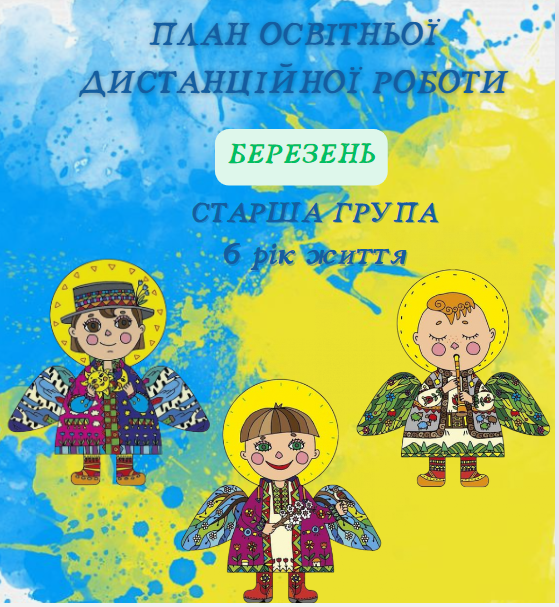 ПЛАН ОСВІТНЬОЇ
ДИСТАНЦІЙНОЇ РОБОТИ
БЕРЕЗЕНЬ
СТАРША ГРУПА
6 рік життя